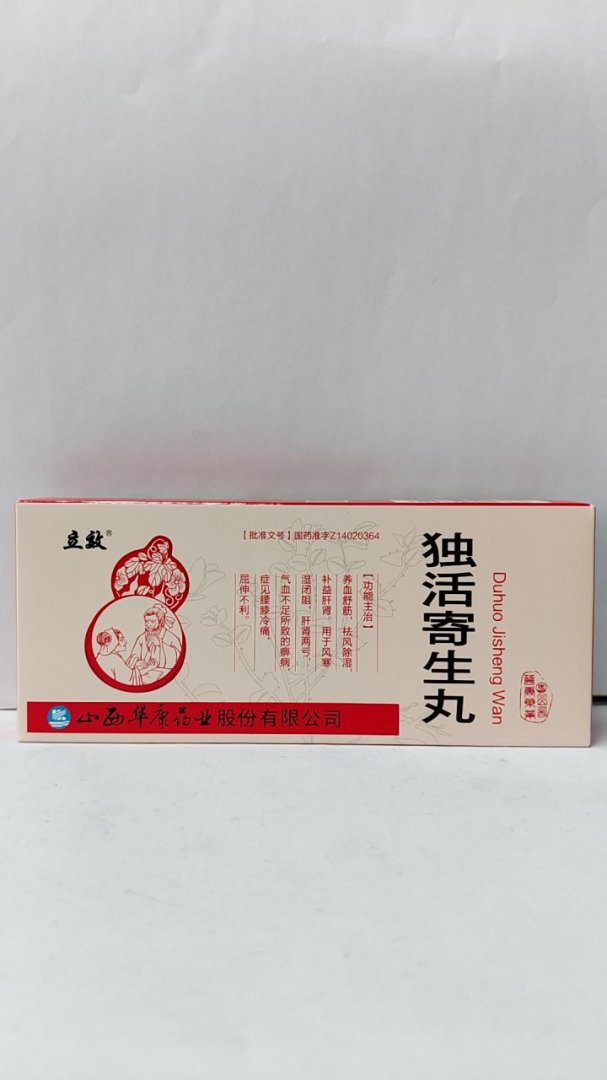 立效®
【批准文号】国药准字Z14020364
独活寄生丸
Duhuo Jisheng Wan
【功能主治】
养血舒筋，祛风除湿，
补益肝肾。用于风寒
湿闭阻，肝肾两亏，
气血不足所致的痹病，
症见腰膝冷痛，
屈伸不利。
山西华康药业股份有限公司